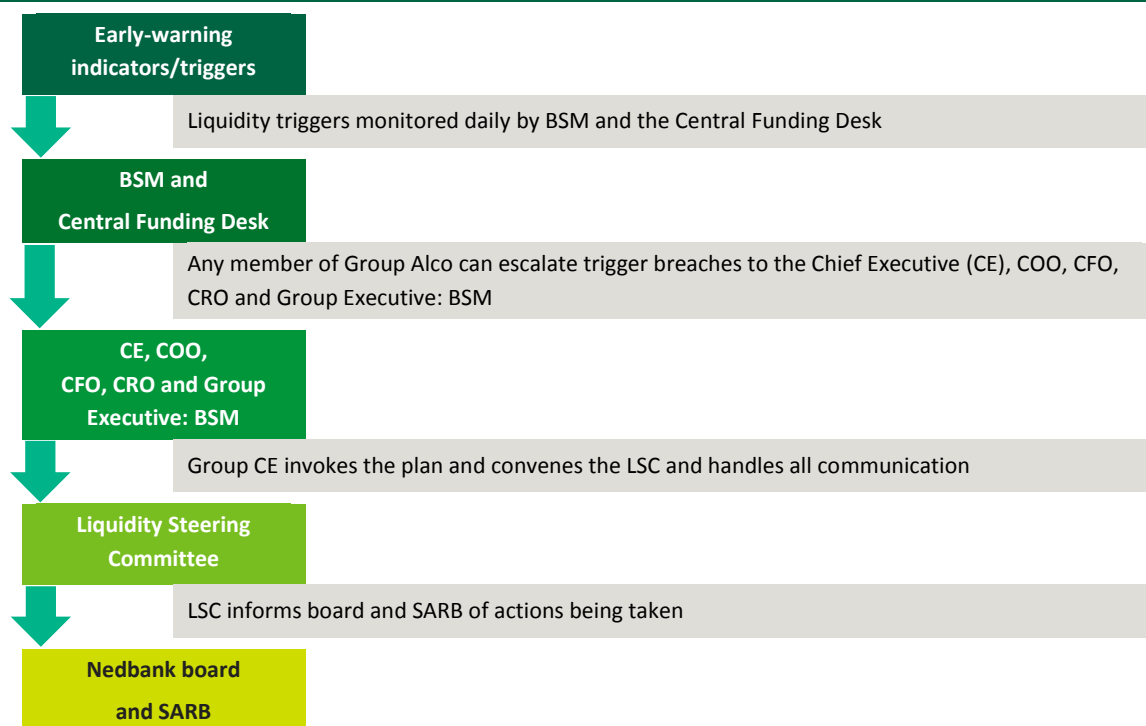 Early-warning
indicators/triggers
Liquidity triggers monitored daily by BSM and the Central Funding Desk
BSM and
Central Funding Desk
Any member of Group Alco can escalate trigger breaches to the Chief Executive (CE), COO, CFO,
CRO and Group Executive: BSM
CE, COO,
CFO, CRO and Group
Executive: BSM
Group CE invokes the plan and convenes the LSC and handles all communication
Liquidity Steering
Committee
LSC informs board and SARB of actions being taken
Nedbank board
and SARB